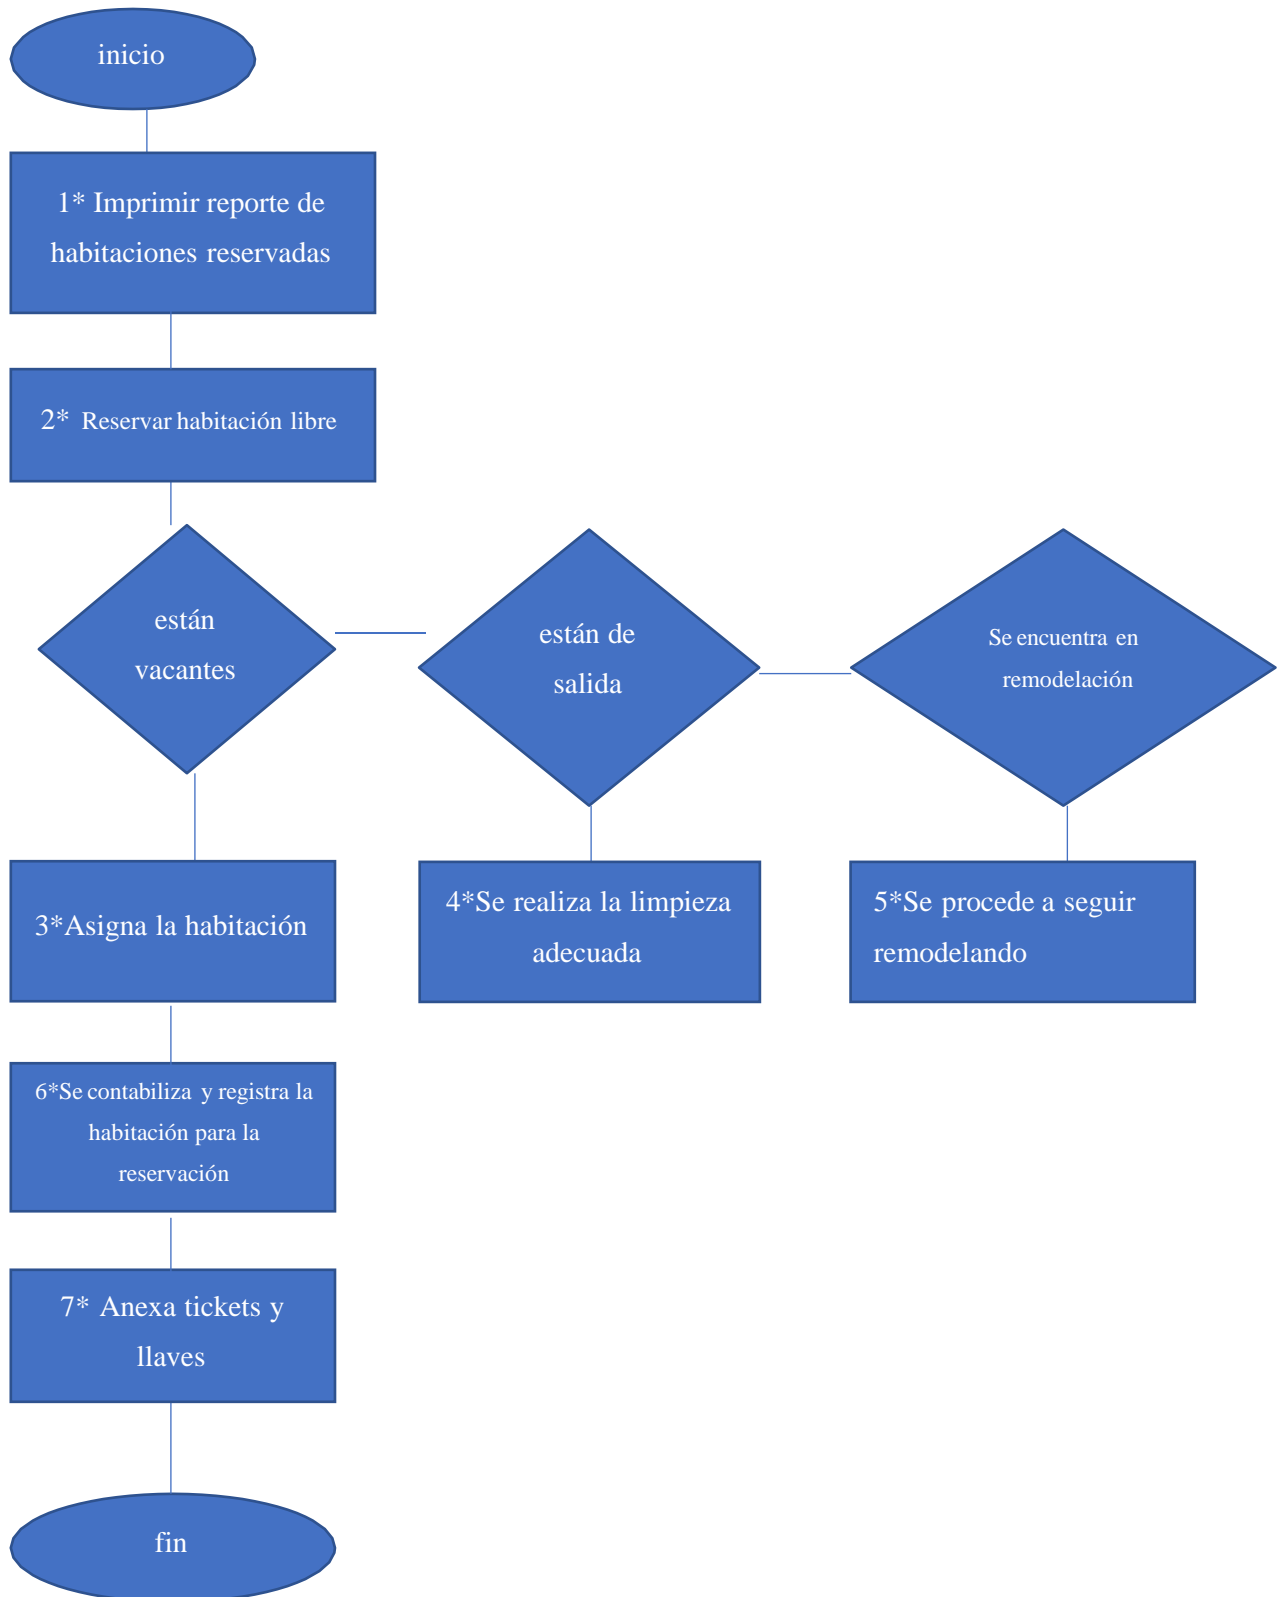 inicio
1* Imprimir reporte de
habitaciones reservadas
2* Reservar habitación libre
están
vacantes
están de
salida
Se encuentra en
remodelación
3*Asigna la habitación
4*Se realiza la limpieza
adecuada
5*Se procede a seguir
remodelando
6*Se contabiliza y registra la
habitación para la
reservación
7* Anexa tickets y
llaves
fin